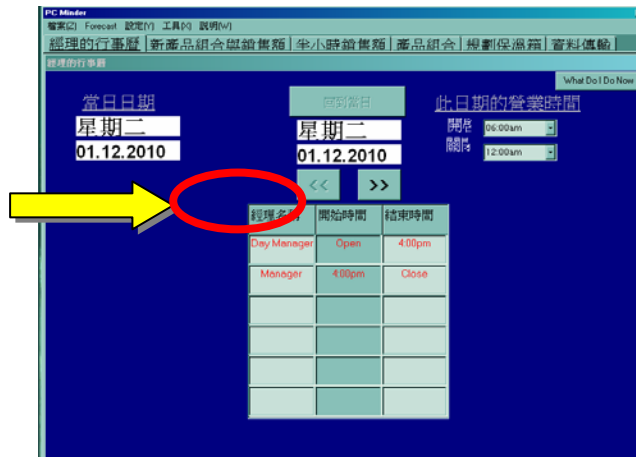 PC Minder
檔案(Z) Forecast 設定(Y) 工具(X) 說明(W)
經理的行事曆 新產品組合與銷售額 半小時銷售額 產品組合 規劃保溫箱 資料傳輸
經理的行事曆
What Do I Do Now
當日日期 回到當日 此日期的營業時間
星期二 星期二 開啟 06:00am
01.12.2010 01.12.2010 關閉 12:00am
<< >>
經理名稱 開始時間 結束時間
Day Manager Open 4:00pm
Manager 4:00pm Close